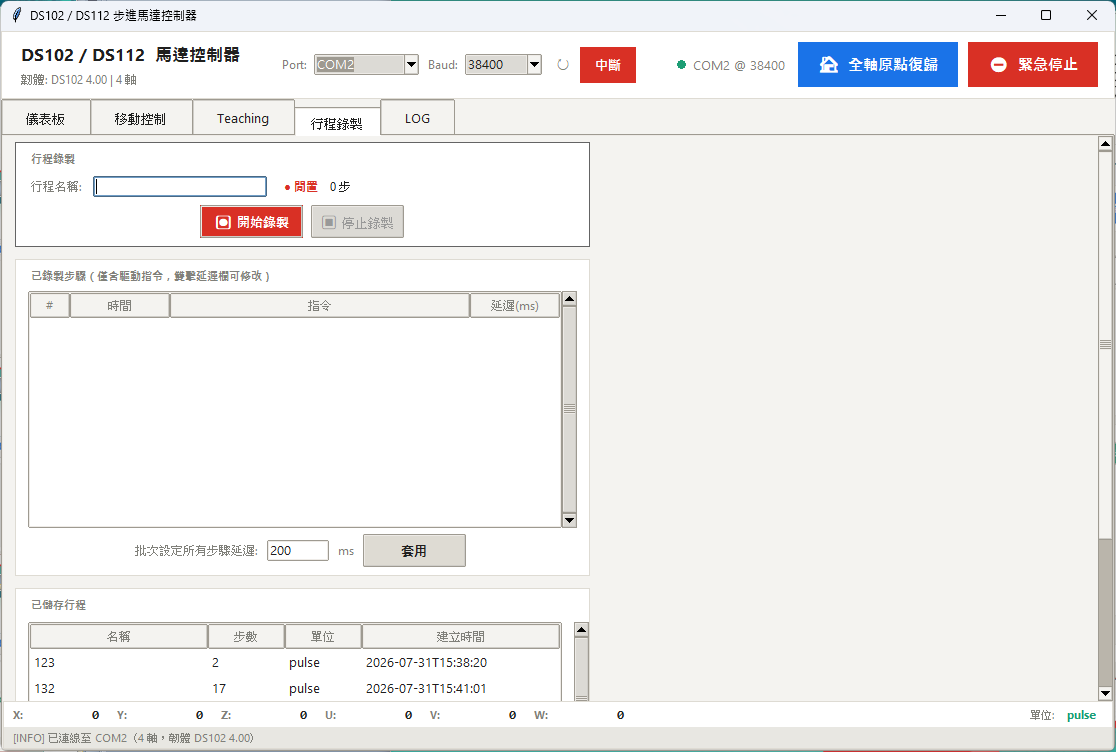 DS102 / DS112 步進馬達控制器
DS102 / DS112 馬達控制器
韌體: DS102 4.00 | 4 軸
Port: COM2 Baud: 38400 中斷 COM2 @ 38400 全軸原點復歸 緊急停止
儀表板 移動控制 Teaching 行程錄製 LOG
行程錄製
行程名稱: ● 閒置 0 步
開始錄製 停止錄製
已錄製步驟 ( 僅含驅動指令，雙擊延遲欄可修改 )
# 時間 指令 延遲(ms)
批次設定所有步驟延遲: 200 ms 套用
已儲存行程
名稱 步數 單位 建立時間
123 2 pulse 2026-07-31T15:38:20
132 17 pulse 2026-07-31T15:41:01
X: 0 Y: 0 Z: 0 U: 0 V: 0 W: 0 單位: pulse
[INFO] 已連線至 COM2（4 軸，韌體 DS102 4.00）